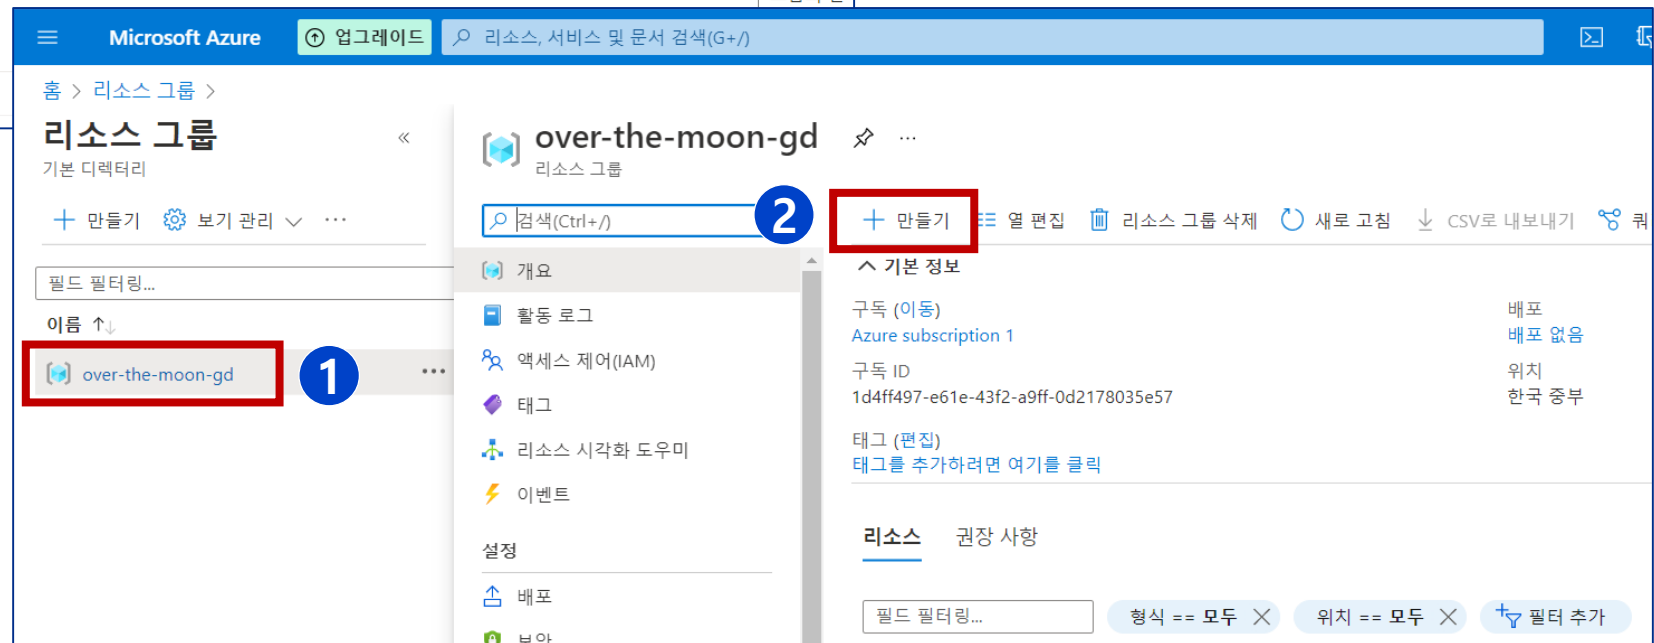 Microsoft Azure
업그레이드
리소스, 서비스 및 문서 검색(G+/)
홈 > 리소스 그룹 >
리소스 그룹
기본 디렉터리
만들기
보기 관리
필드 필터링...
이름
over-the-moon-gd
1
over-the-moon-gd
리소스 그룹
검색(Ctrl+/)
2
개요
활동 로그
액세스 제어(IAM)
태그
리소스 시각화 도우미
이벤트
설정
배포
보안
만들기
열 편집
리소스 그룹 삭제
새로 고침
CSV로 내보내기
쿼
기본 정보
구독 (이동)
Azure subscription 1
구독 ID
1d4ff497-e61e-43f2-a9ff-0d2178035e57
태그 (편집)
태그를 추가하려면 여기를 클릭
배포
배포 없음
위치
한국 중부
리소스
권장 사항
필드 필터링...
형식 == 모두
위치 == 모두
필터 추가